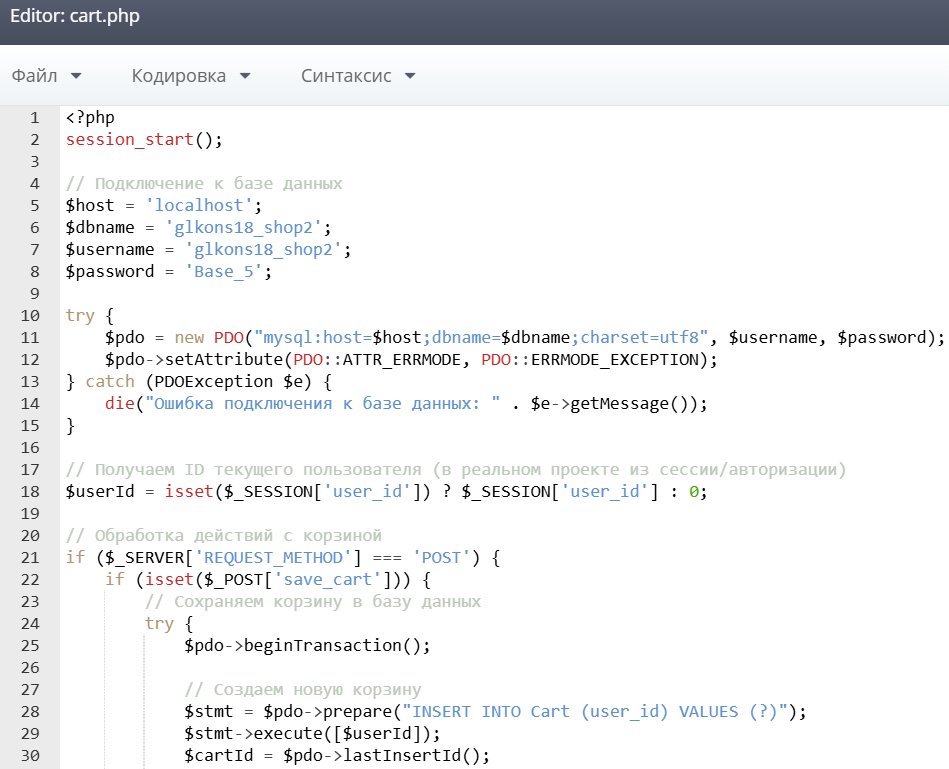 Editor: cart.php
Файл Кодировка Синтаксис
1 <?php
2 session_start();
3
4 // Подключение к базе данных
5 $host = 'localhost';
6 $dbname = 'glkons18_shop2';
7 $username = 'glkons18_shop2';
8 $password = 'Base_5';
9
10 try {
11 $pdo = new PDO("mysql:host=$host;dbname=$dbname;charset=utf8", $username, $password);
12 $pdo->setAttribute(PDO::ATTR_ERRMODE, PDO::ERRMODE_EXCEPTION);
13 } catch (PDOException $e) {
14 die("Ошибка подключения к базе данных: " . $e->getMessage());
15 }
16
17 // Получаем ID текущего пользователя (в реальном проекте из сессии/авторизации)
18 $userId = isset($_SESSION['user_id']) ? $_SESSION['user_id'] : 0;
19
20 // Обработка действий с корзиной
21 if ($_SERVER['REQUEST_METHOD'] === 'POST') {
22 if (isset($_POST['save_cart'])) {
23 // Сохраняем корзину в базу данных
24 try {
25 $pdo->beginTransaction();
26
27 // Создаем новую корзину
28 $stmt = $pdo->prepare("INSERT INTO Cart (user_id) VALUES (?)");
29 $stmt->execute([$userId]);
30 $cartId = $pdo->lastInsertId();